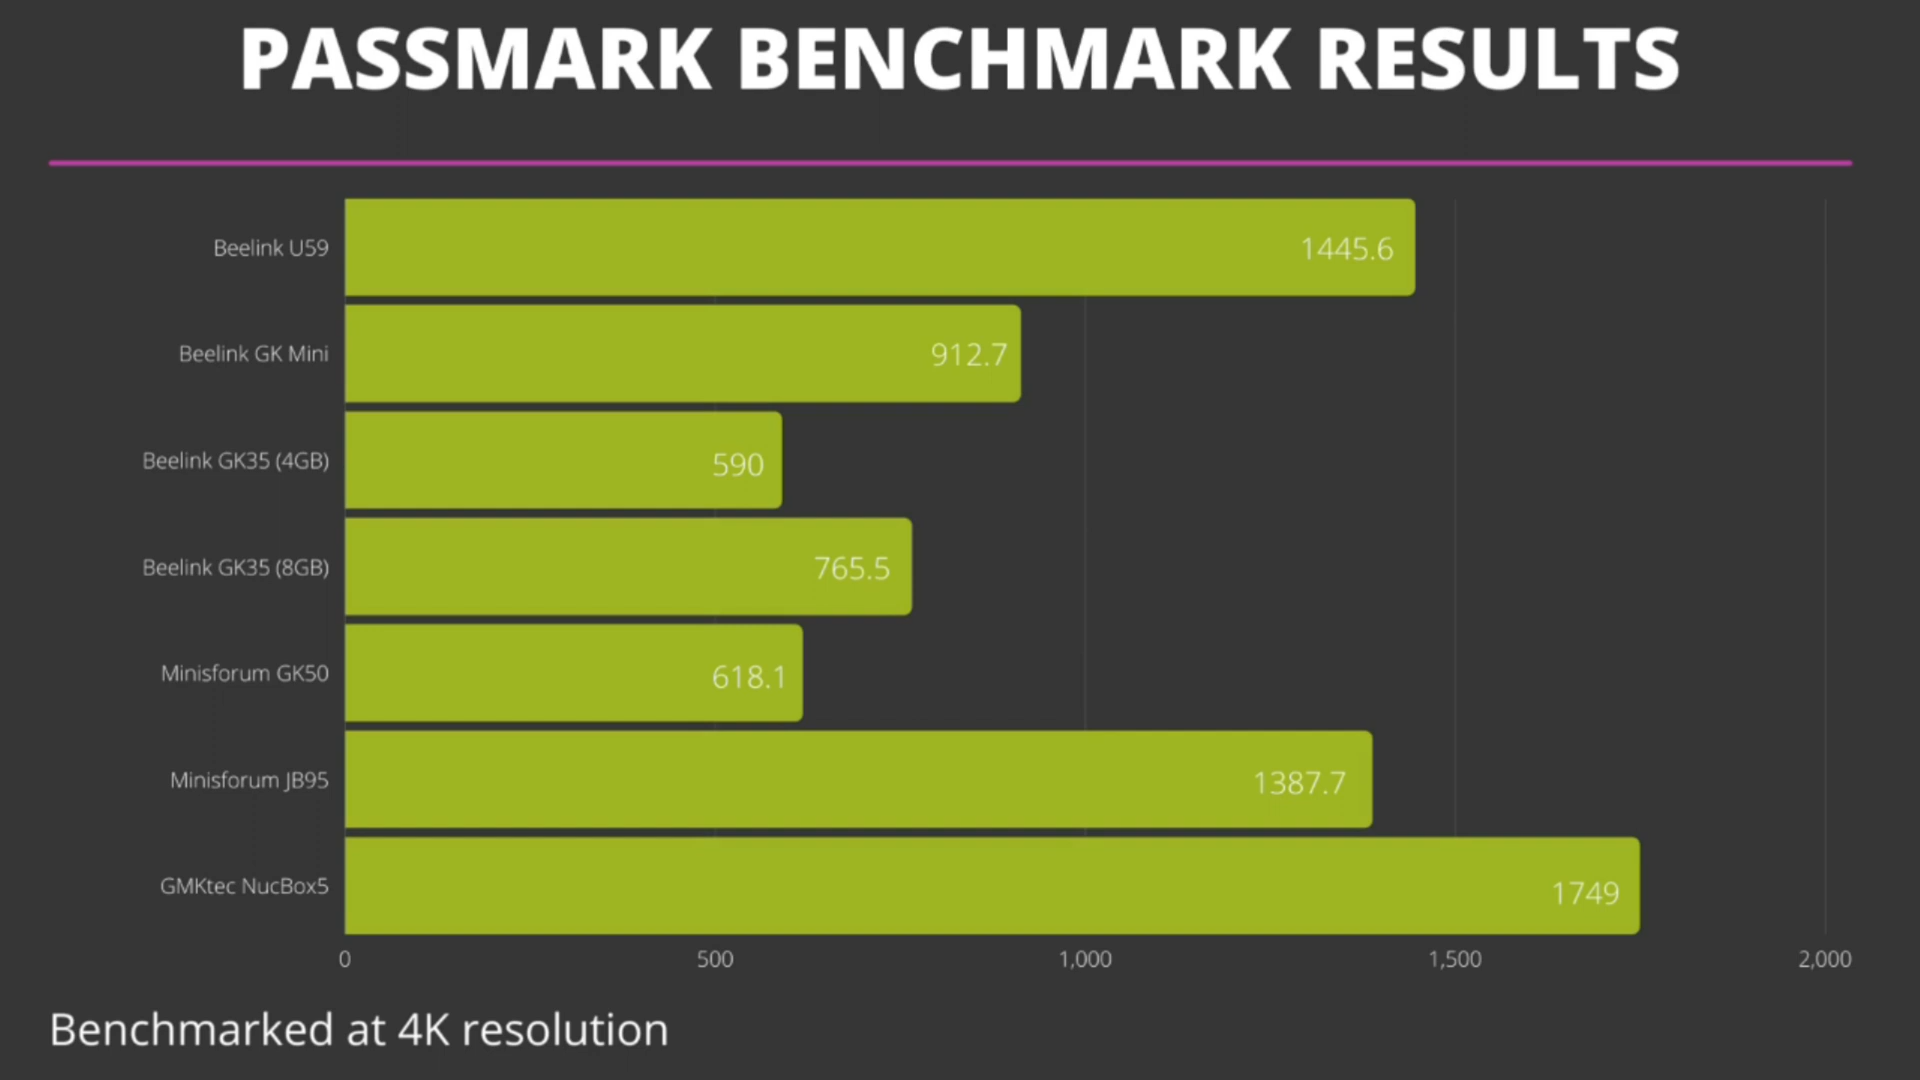 PASSMARK BENCHMARK RESULTS
Beelink U59
1445.6
Beelink GK Mini
912.7
Beelink GK35 (4GB)
590
Beelink GK35 (8GB)
765.5
Minisforum GK50
618.1
Minisforum JB95
1387.7
GMKtec NucBox5
1749
0 500 1,000 1,500 2,000
Benchmarked at 4K resolution